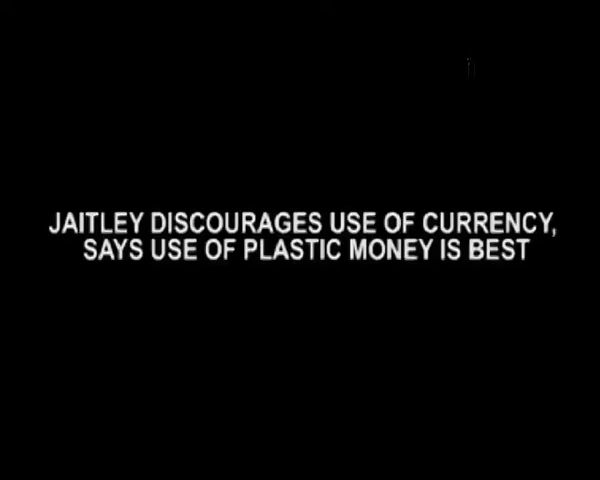 JAITLEY DISCOURAGES USE OF CURRENCY,
SAYS USE OF PLASTIC MONEY IS BEST